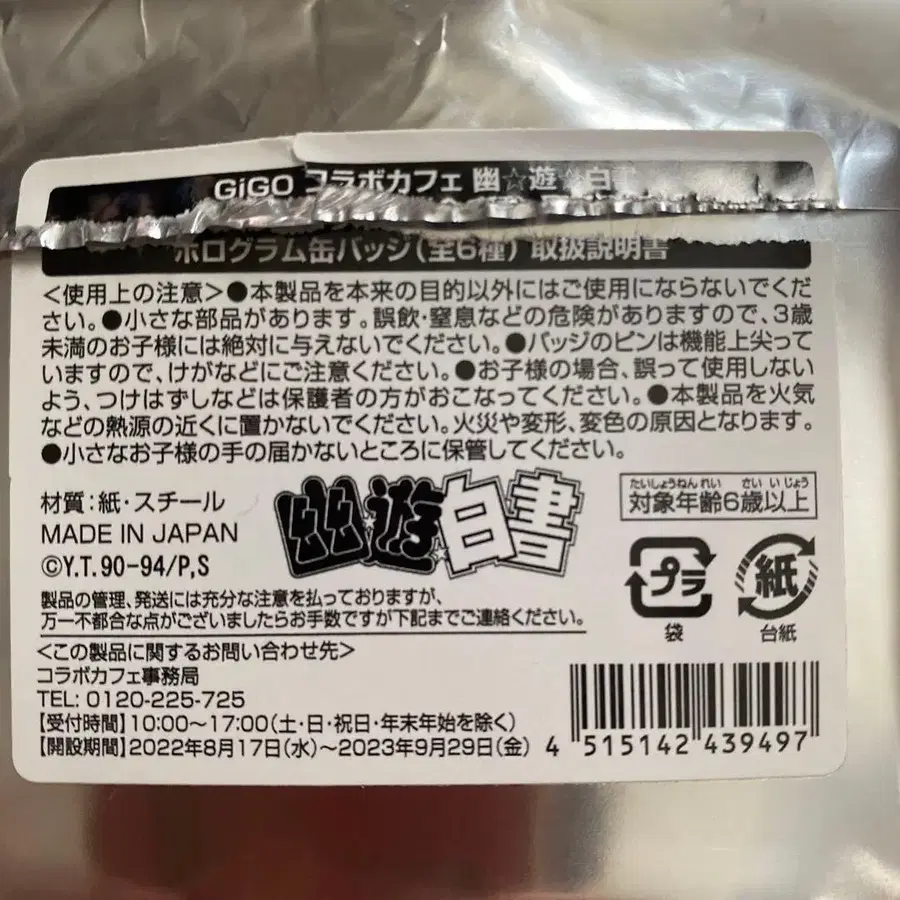 GiGO コラボカフェ 幽☆遊☆白書
ホログラム缶バッジ(全6種) 取扱説明書
<使用上の注意>●本製品を本来の目的以外にはご使用にならないでくだ
さい。●小さな部品があります。誤飲・窒息などの危険がありますので、3歳
未満のお子様には絶対に与えないでください。●バッジのピンは機能上尖って
いますので、けがなどにご注意ください。●お子様の場合、誤って使用しない
よう、つけはずしなどは保護者の方がおこなってください。●本製品を火気
などの熱源の近くに置かないでください。火災や変形、変色の原因となります。
●小さなお子様の手の届かないところに保管してください。
材質:紙・スチール
MADE IN JAPAN
©Y.T.90-94/P,S
幽☆遊☆白書
たいしょうねんれい さい いじょう
対象年齢6歳以上
プラ
袋
紙
台紙
製品の管理、発送には充分な注意を払っておりますが、
万一不都合な点がございましたらお手数ですが下記までご連絡ください。
<この製品に関するお問い合わせ先>
コラボカフェ事務局
TEL: 0120-225-725
【受付時間】10:00〜17:00(土・日・祝日・年末年始を除く)
【開設期間】2022年8月17日(水)〜2023年9月29日(金)
4 515142 439497